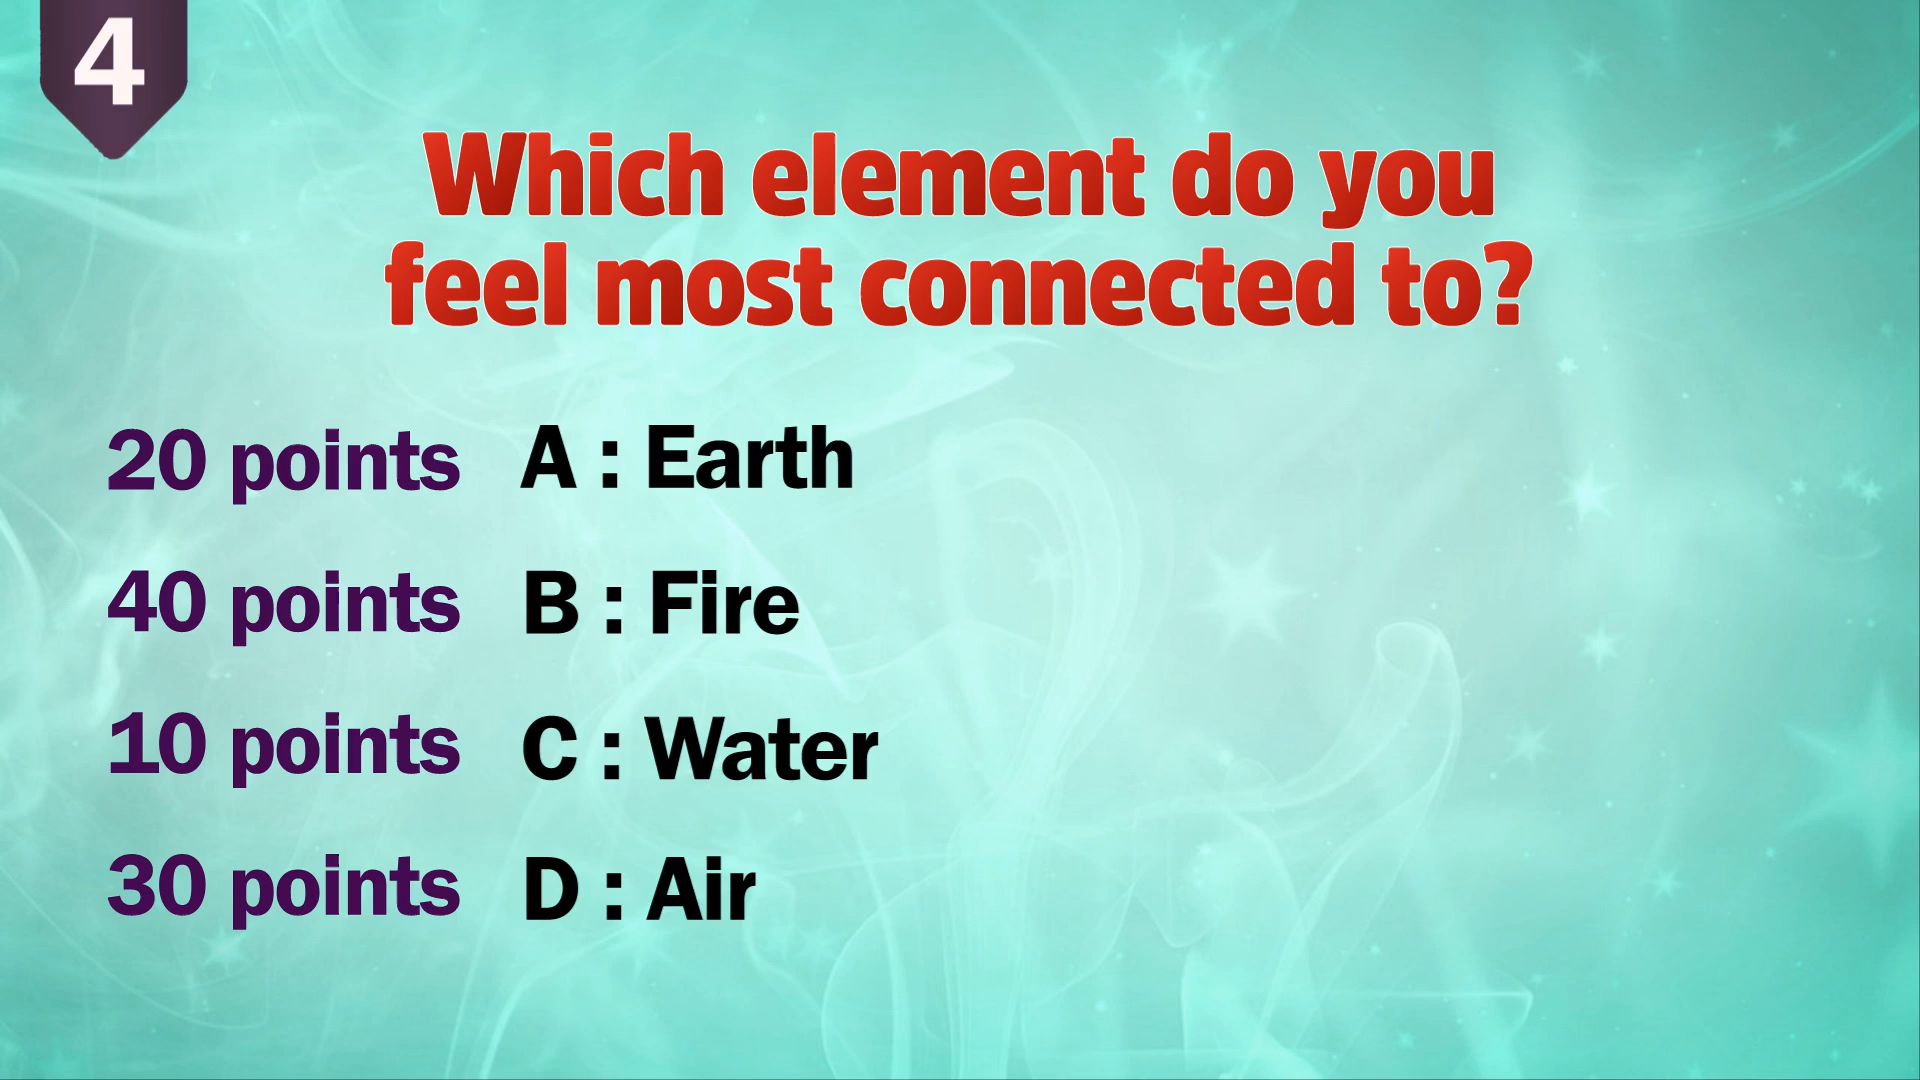 4
Which element do you
feel most connected to?
20 points A : Earth
40 points B : Fire
10 points C : Water
30 points D : Air